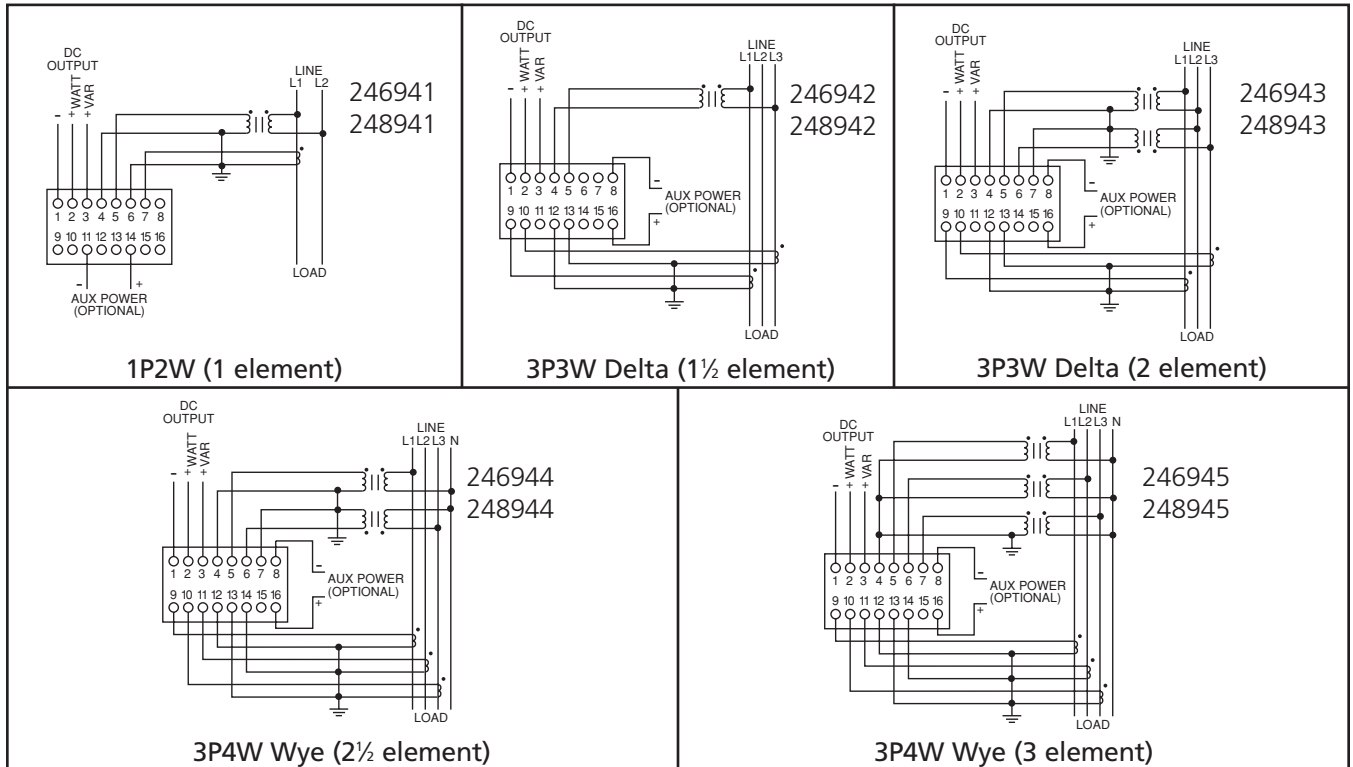 DC
OUTPUT
-
+ WATT
+ VAR
LINE
L1 L2
246941
248941
1 2 3 4 5 6 7 8
9 10 11 12 13 14 15 16
- +
AUX POWER
(OPTIONAL)
LOAD
1P2W (1 element)
DC
OUTPUT
-
+ WATT
+ VAR
LINE
L1 L2 L3
246942
248942
1 2 3 4 5 6 7 8
9 10 11 12 13 14 15 16
-
AUX POWER
(OPTIONAL)
+
LOAD
3P3W Delta (1½ element)
DC
OUTPUT
-
+ WATT
+ VAR
LINE
L1 L2 L3
246943
248943
1 2 3 4 5 6 7 8
9 10 11 12 13 14 15 16
-
AUX POWER
(OPTIONAL)
+
LOAD
3P3W Delta (2 element)
DC
OUTPUT
-
+ WATT
+ VAR
LINE
L1 L2 L3 N
246944
248944
1 2 3 4 5 6 7 8
9 10 11 12 13 14 15 16
-
AUX POWER
(OPTIONAL)
+
LOAD
3P4W Wye (2½ element)
DC
OUTPUT
-
+ WATT
+ VAR
LINE
L1 L2 L3 N
246945
248945
1 2 3 4 5 6 7 8
9 10 11 12 13 14 15 16
-
AUX POWER
(OPTIONAL)
+
LOAD
3P4W Wye (3 element)